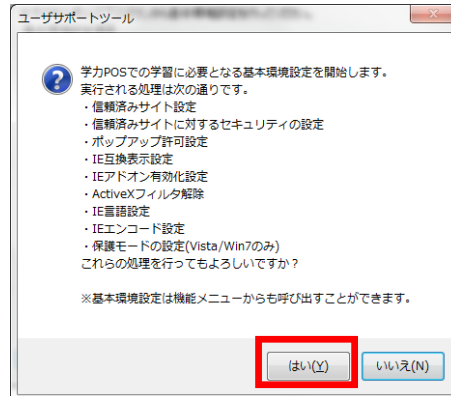 ユーザサポートツール
学力POSでの学習に必要となる基本環境設定を開始します。
実行される処理は次の通りです。
・信頼済みサイト設定
・信頼済みサイトに対するセキュリティの設定
・ポップアップ許可設定
・IE互換表示設定
・IEアドオン有効化設定
・ActiveXフィルタ解除
・IE言語設定
・IEエンコード設定
・保護モードの設定(Vista/Win7のみ)
これらの処理を行ってもよろしいですか？
※基本環境設定は機能メニューからも呼び出すことができます。
はい(Y)
いいえ(N)